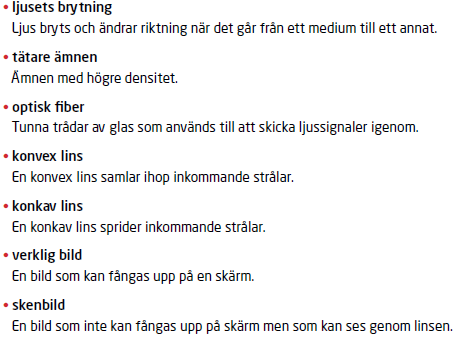 • ljusets brytning
Ljus bryts och ändrar riktning när det går från ett medium till ett annat.
• tätare ämnen
Ämnen med högre densitet.
• optisk fiber
Tunna trådar av glas som används till att skicka ljussignaler igenom.
• konvex lins
En konvex lins samlar ihop inkommande strålar.
• konkav lins
En konkav lins sprider inkommande strålar.
• verklig bild
En bild som kan fångas upp på en skärm.
• skenbild
En bild som inte kan fångas upp på skärm men som kan ses genom linsen.